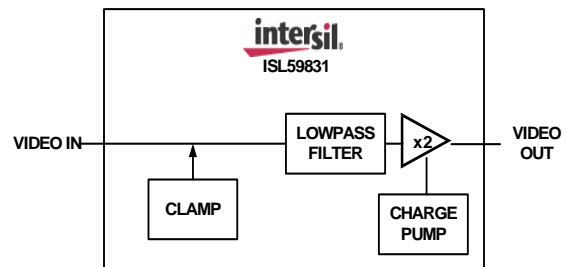 intersil®
ISL59831
VIDEO IN
LOWPASS
FILTER
x2
VIDEO
OUT
CLAMP
CHARGE
PUMP